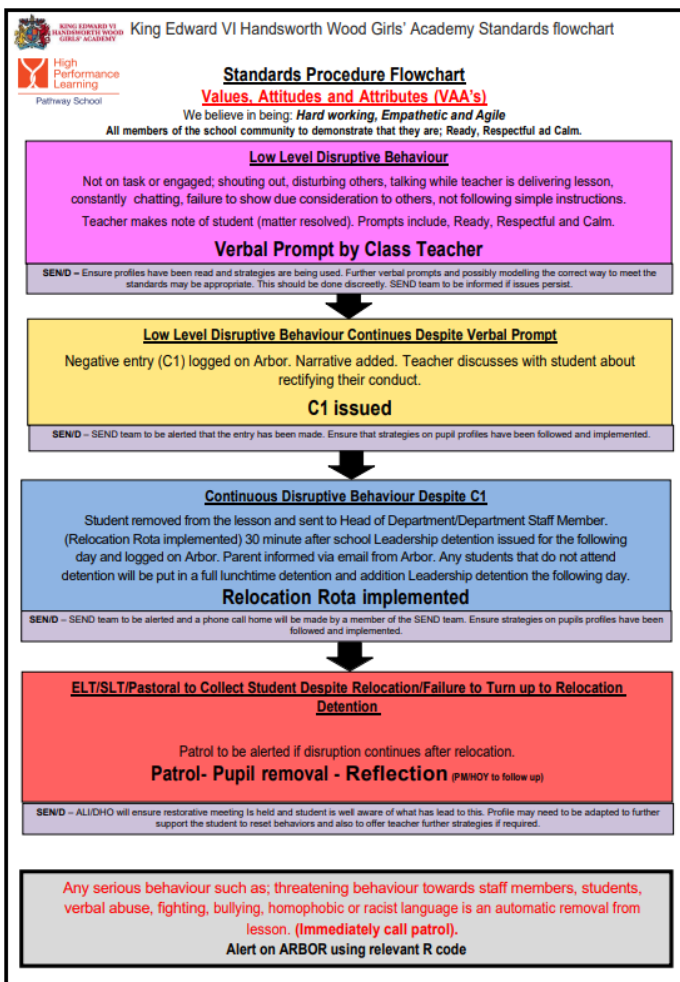 KING EDWARD VI
HANDSWORTH WOOD
GIRLS' ACADEMY
King Edward VI Handsworth Wood Girls' Academy Standards flowchart
High
Performance
Learning
Pathway School
Standards Procedure Flowchart
Values, Attitudes and Attributes (VAA's)
We believe in being: Hard working, Empathetic and Agile
All members of the school community to demonstrate that they are; Ready, Respectful ad Calm.
Low Level Disruptive Behaviour
Not on task or engaged; shouting out, disturbing others, talking while teacher is delivering lesson,
constantly chatting, failure to show due consideration to others, not following simple instructions.
Teacher makes note of student (matter resolved). Prompts include, Ready, Respectful and Calm.
Verbal Prompt by Class Teacher
SEN/D – Ensure profiles have been read and strategies are being used. Further verbal prompts and possibly modelling the correct way to meet the
standards may be appropriate. This should be done discreetly. SEND team to be informed if issues persist.
Low Level Disruptive Behaviour Continues Despite Verbal Prompt
Negative entry (C1) logged on Arbor. Narrative added. Teacher discusses with student about
rectifying their conduct.
C1 issued
SEN/D – SEND team to be alerted that the entry has been made. Ensure that strategies on pupil profiles have been followed and implemented.
Continuous Disruptive Behaviour Despite C1
Student removed from the lesson and sent to Head of Department/Department Staff Member.
(Relocation Rota implemented) 30 minute after school Leadership detention issued for the following
day and logged on Arbor. Parent informed via email from Arbor. Any students that do not attend
detention will be put in a full lunchtime detention and addition Leadership detention the following day.
Relocation Rota implemented
SEN/D – SEND team to be alerted and a phone call home will be made by a member of the SEND team. Ensure strategies on pupils profiles have been
followed and implemented.
ELT/SLT/Pastoral to Collect Student Despite Relocation/Failure to Turn up to Relocation
Detention
Patrol to be alerted if disruption continues after relocation.
Patrol- Pupil removal - Reflection (PM/HOY to follow up)
SEN/D – ALI/DHO will ensure restorative meeting Is held and student is well aware of what has lead to this. Profile may need to be adapted to further
support the student to reset behaviors and also to offer teacher further strategies if required.
Any serious behaviour such as; threatening behaviour towards staff members, students,
verbal abuse, fighting, bullying, homophobic or racist language is an automatic removal from
lesson. (Immediately call patrol).
Alert on ARBOR using relevant R code